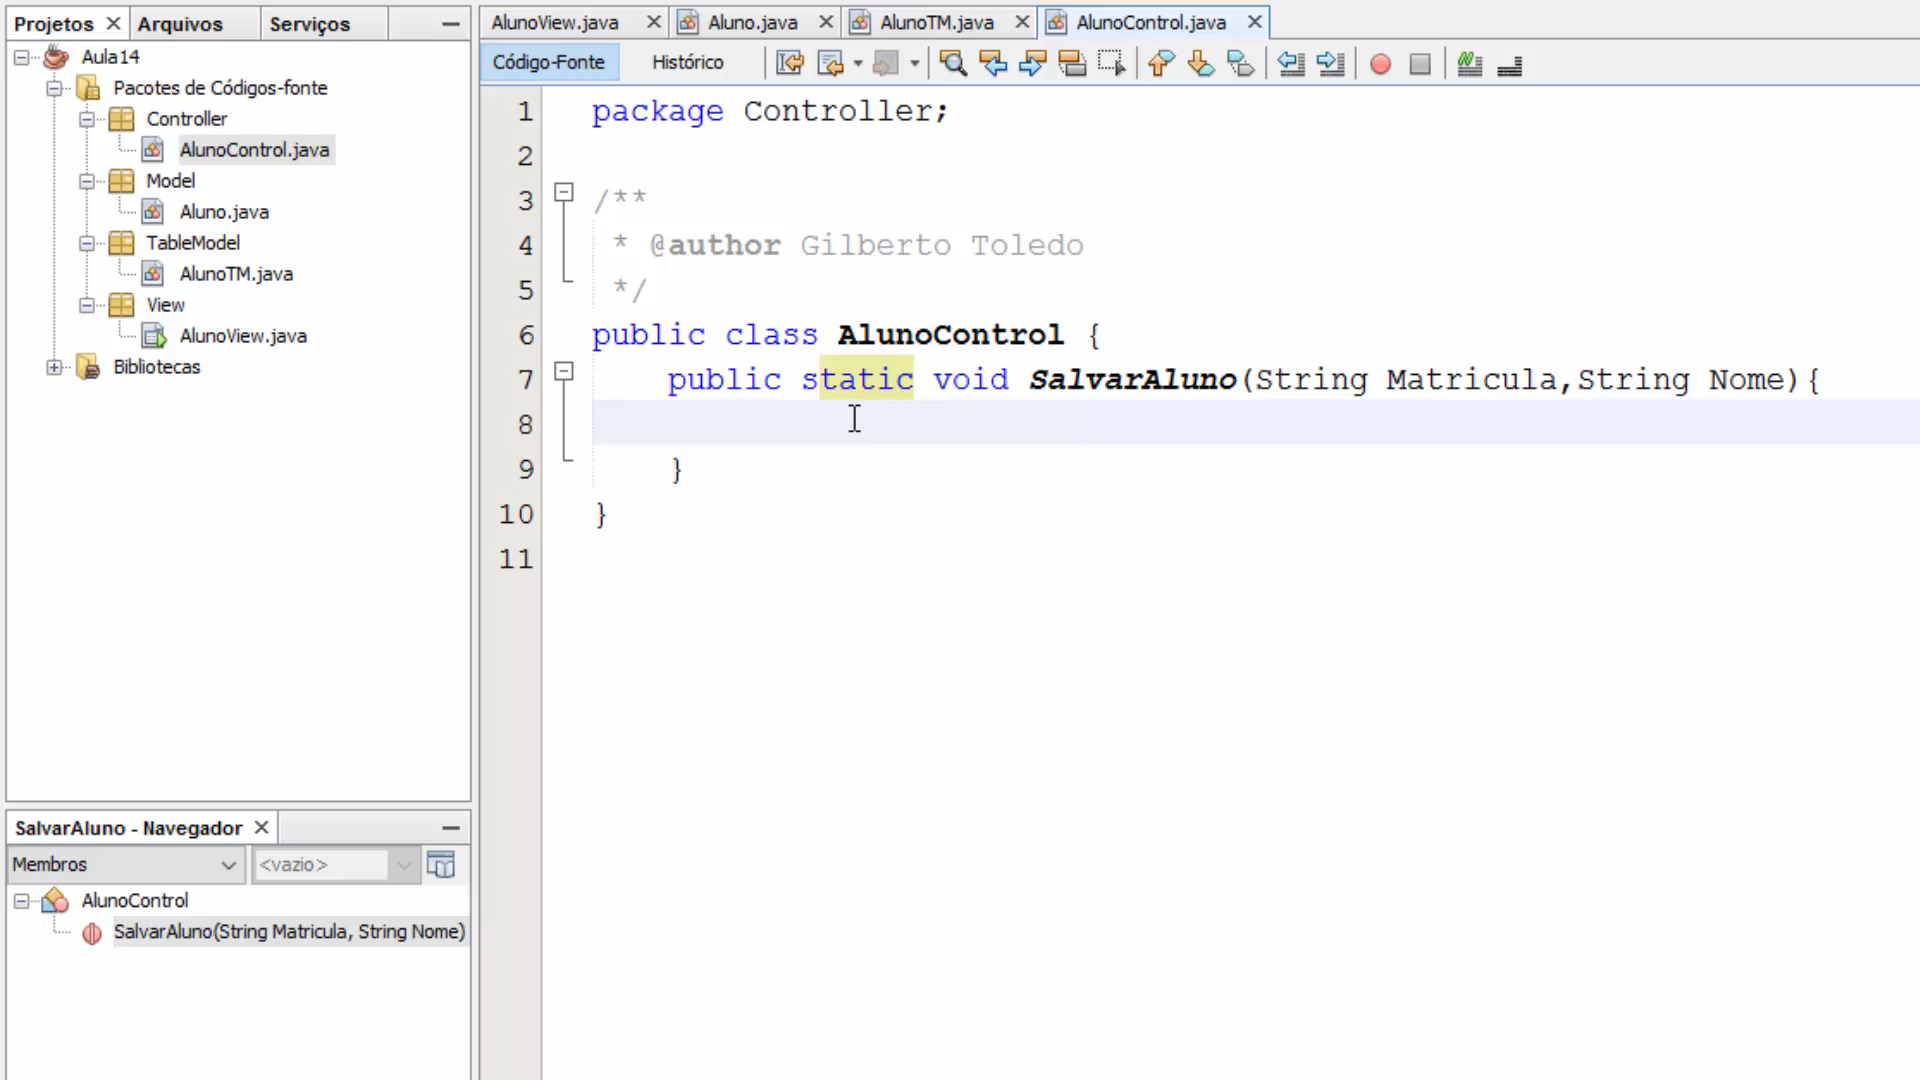 Projetos Arquivos Serviços
Aula14
Pacotes de Códigos-fonte
Controller
AlunoControl.java
Model
Aluno.java
TableModel
AlunoTM.java
View
AlunoView.java
Bibliotecas
SalvarAluno - Navegador
Membros <vazio>
AlunoControl
SalvarAluno(String Matricula, String Nome)
AlunoView.java Aluno.java AlunoTM.java AlunoControl.java
Código-Fonte Histórico
1 package Controller;
2
3 /**
4 * @author Gilberto Toledo
5 */
6 public class AlunoControl {
7 public static void SalvarAluno(String Matricula,String Nome){
8
9 }
10 }
11